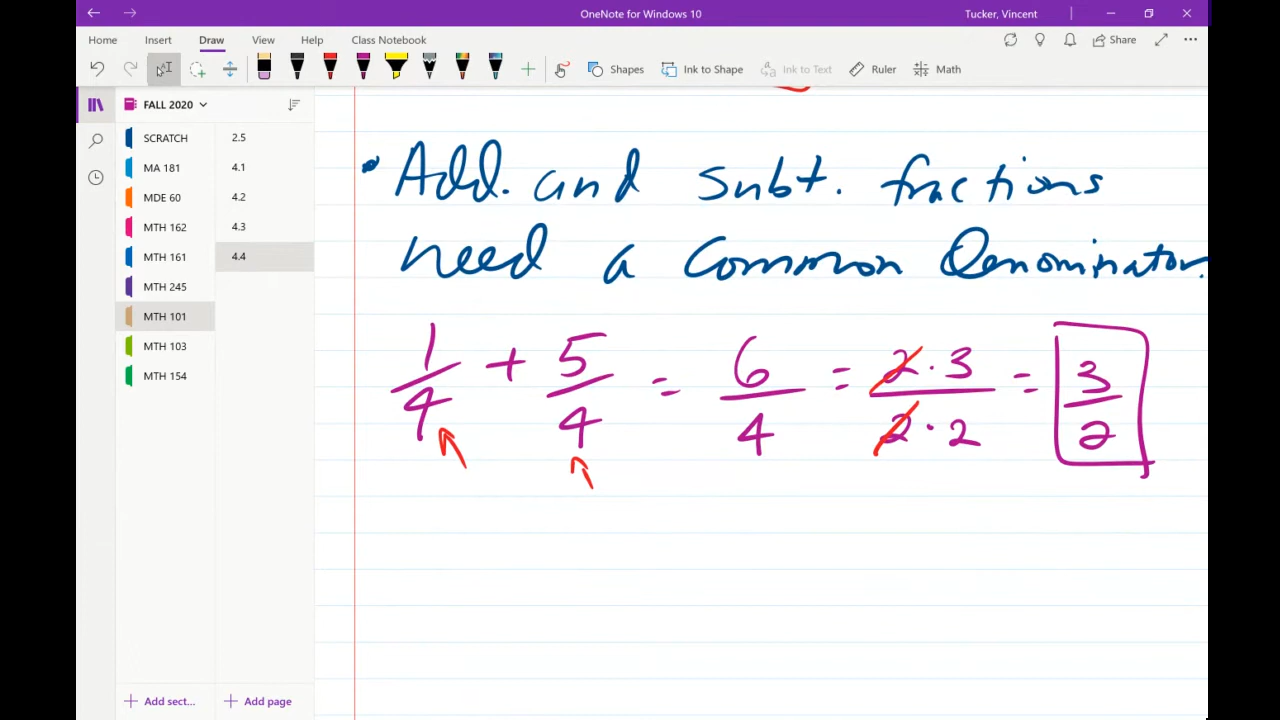 OneNote for Windows 10
Tucker, Vincent
Home Insert Draw View Help Class Notebook
Share
Shapes Ink to Shape Ink to Text Ruler Math
FALL 2020
SCRATCH
MA 181
MDE 60
MTH 162
MTH 161
MTH 245
MTH 101
MTH 103
MTH 154
Add sect...
2.5
4.1
4.2
4.3
4.4
Add page
• Add. and subt. fractions
need a Common Denominator.
1/4 + 5/4 = 6/4 = 2·3/2·2 = 3/2